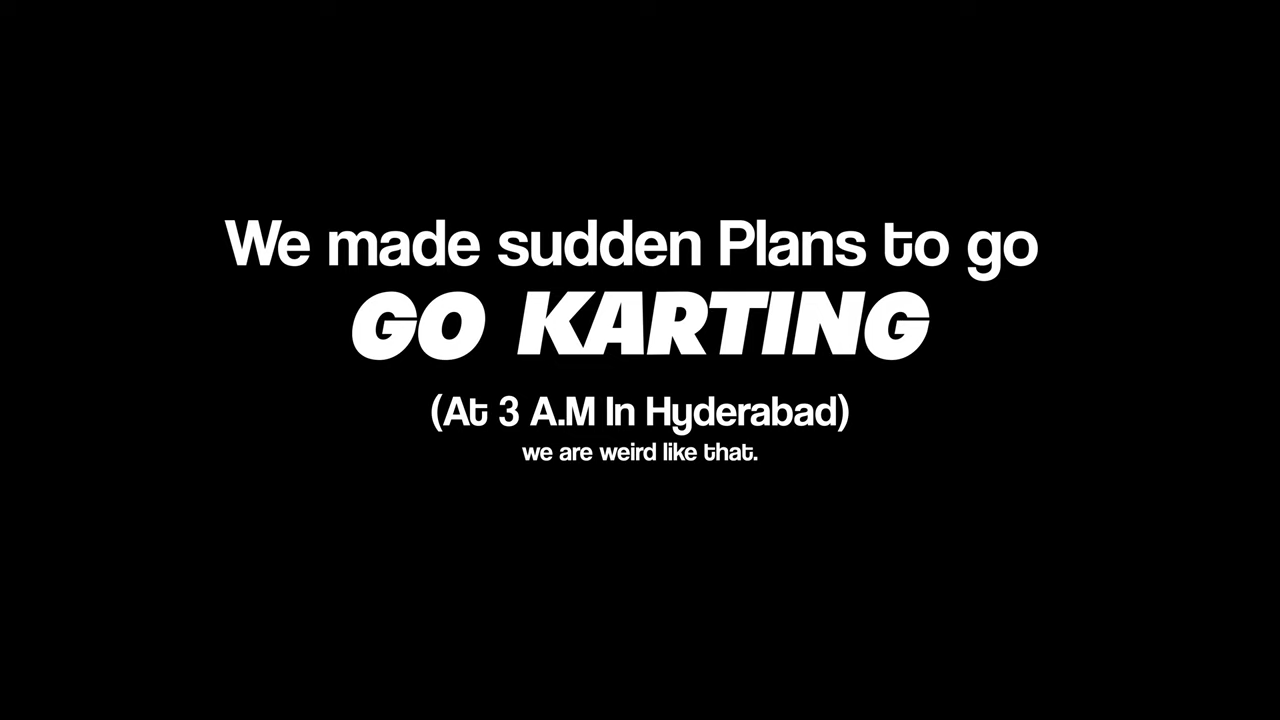 We made sudden Plans to go
GO KARTING
(At 3 A.M In Hyderabad)
we are weird like that.